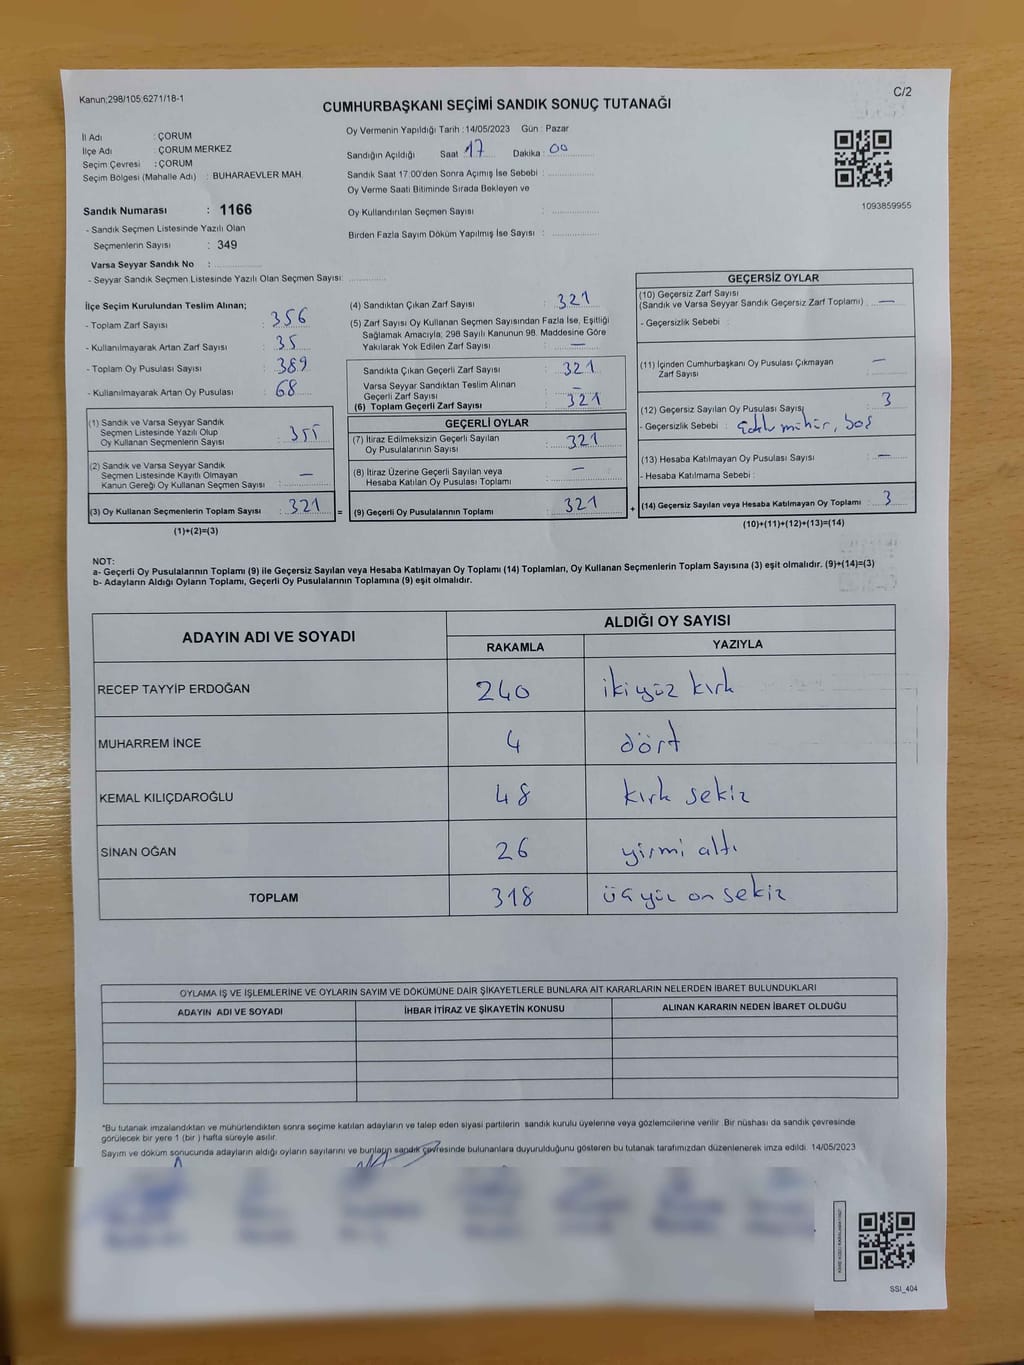 Kanun;298/105;6271/18-1
C/2
CUMHURBAŞKANI SEÇİMİ SANDIK SONUÇ TUTANAĞI
İl Adı : ÇORUM
İlçe Adı : ÇORUM MERKEZ
Seçim Çevresi : ÇORUM
Seçim Bölgesi (Mahalle Adı) : BUHARAEVLER MAH.
Sandık Numarası : 1166
- Sandık Seçmen Listesinde Yazılı Olan
Seçmenlerin Sayısı : 349
Varsa Seyyar Sandık No :
- Seyyar Sandık Seçmen Listesinde Yazılı Olan Seçmen Sayısı:
Oy Vermenin Yapıldığı Tarih : 14/05/2023 Gün : Pazar
Sandığın Açıldığı Saat : 17 Dakika : 00
Sandık Saat 17.00'den Sonra Açımış İse Sebebi :
Oy Verme Saati Bitiminde Sırada Bekleyen ve
Oy Kullandırılan Seçmen Sayısı :
Birden Fazla Sayım Döküm Yapılmış İse Sayısı :
1093859955
İlçe Seçim Kurulundan Teslim Alınan;
- Toplam Zarf Sayısı : 356
- Kullanılmayarak Artan Zarf Sayısı : 35
- Toplam Oy Pusulası Sayısı : 389
- Kullanılmayarak Artan Oy Pusulası : 68
(1) Sandık ve Varsa Seyyar Sandık
Seçmen Listesinde Yazılı Olup
Oy Kullanan Seçmenlerin Sayısı :
(2) Sandık ve Varsa Seyyar Sandık
Seçmen Listesinde Kayıtlı Olmayan
Kanun Gereği Oy Kullanan Seçmen Sayısı : —
(3) Oy Kullanan Seçmenlerin Toplam Sayısı : 321 =
(1)+(2)=(3)
(4) Sandıktan Çıkan Zarf Sayısı : 321
(5) Zarf Sayısı Oy Kullanan Seçmen Sayısından Fazla İse, Eşitliği
Sağlamak Amacıyla; 298 Sayılı Kanunun 98. Maddesine Göre
Yakılarak Yok Edilen Zarf Sayısı : —
Sandıkta Çıkan Geçerli Zarf Sayısı : 321
Varsa Seyyar Sandıktan Teslim Alınan
Geçerli Zarf Sayısı : —
(6) Toplam Geçerli Zarf Sayısı : 321
GEÇERLİ OYLAR
(7) İtiraz Edilmeksizin Geçerli Sayılan
Oy Pusulalarının Sayısı : 321
(8) İtiraz Üzerine Geçerli Sayılan veya
Hesaba Katılan Oy Pusulası Toplamı : —
(9) Geçerli Oy Pusulalarının Toplamı : 321 +
GEÇERSİZ OYLAR
(10) Geçersiz Zarf Sayısı
(Sandık ve Varsa Seyyar Sandık Geçersiz Zarf Toplamı) : —
- Geçersizlik Sebebi :
(11) İçinden Cumhurbaşkanı Oy Pusulası Çıkmayan
Zarf Sayısı : —
(12) Geçersiz Sayılan Oy Pusulası Sayısı : 3
- Geçersizlik Sebebi : mühür, boş
(13) Hesaba Katılmayan Oy Pusulası Sayısı : —
- Hesaba Katılmama Sebebi :
(14) Geçersiz Sayılan veya Hesaba Katılmayan Oy Toplamı : 3
(10)+(11)+(12)+(13)=(14)
NOT:
a- Geçerli Oy Pusulalarının Toplamı (9) ile Geçersiz Sayılan veya Hesaba Katılmayan Oy Toplamı (14) Toplamları, Oy Kullanan Seçmenlerin Toplam Sayısına (3) eşit olmalıdır. (9)+(14)=(3)
b- Adayların Aldığı Oyların Toplamı, Geçerli Oy Pusulalarının Toplamına (9) eşit olmalıdır.
ADAYIN ADI VE SOYADI ALDIĞI OY SAYISI
RAKAMLA YAZIYLA
RECEP TAYYİP ERDOĞAN 240 iki yüz kırk
MUHARREM İNCE 4 dört
KEMAL KILIÇDAROĞLU 48 kırk sekiz
SİNAN OĞAN 26 yirmi altı
TOPLAM 318 üç yüz on sekiz
OYLAMA İŞ VE İŞLEMLERİNE VE OYLARIN SAYIM VE DÖKÜMÜNE DAİR ŞİKAYETLERLE BUNLARA AİT KARARLARIN NELERDEN İBARET BULUNDUKLARI
ADAYIN ADI VE SOYADI İHBAR İTİRAZ VE ŞİKAYETİN KONUSU ALINAN KARARIN NEDEN İBARET OLDUĞU
*Bu tutanak imzalandıktan ve mühürlendikten sonra seçime katılan adayların ve talep eden siyasi partilerin sandık kurulu üyelerine veya gözlemcilerine verilir. Bir nüshası da sandık çevresinde
görülecek bir yere 1 (bir ) hafta süreyle asılır.
Sayım ve döküm sonucunda adayların aldığı oyların sayılarını ve bunların sandık çevresinde bulunanlara duyurulduğunu gösteren bu tutanak tarafımızdan düzenlenerek imza edildi. 14/05/2023
SSI_404